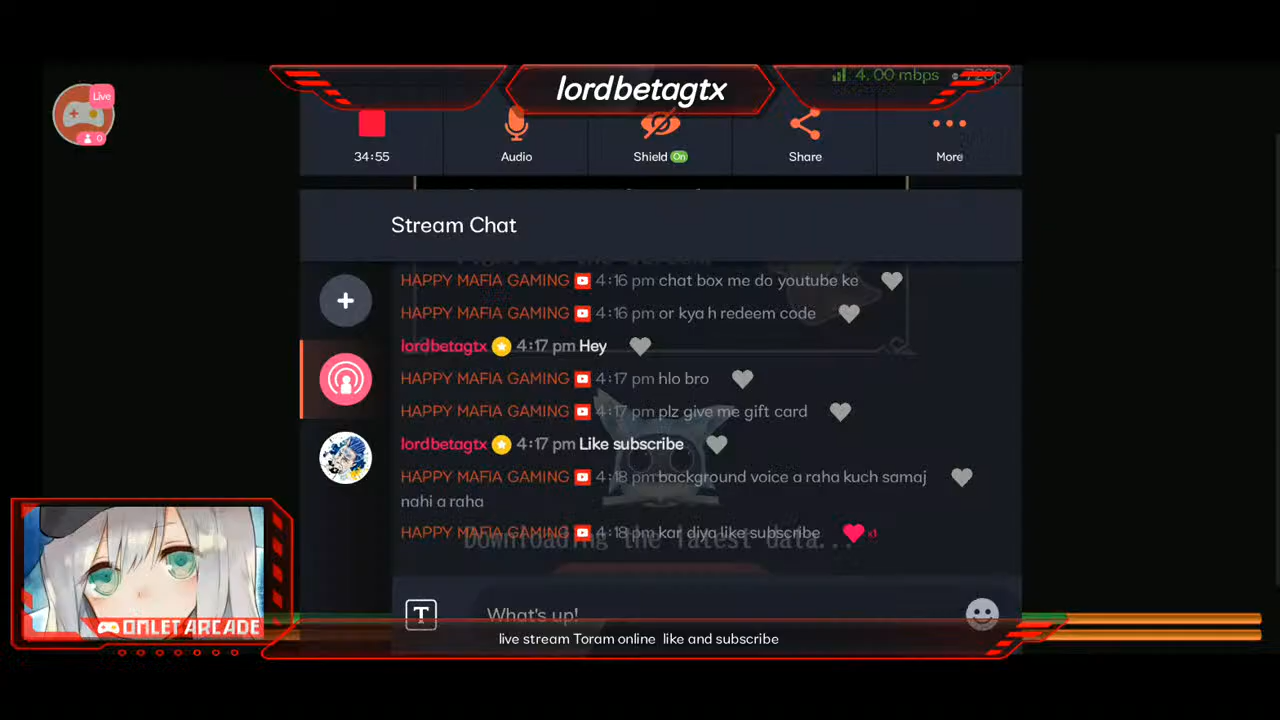 lordbetagtx
4.00 mbps 720p
Live
0
34:55
Audio
Shield On
Share
More
Stream Chat
HAPPY MAFIA GAMING 4:16 pm chat box me do youtube ke
HAPPY MAFIA GAMING 4:16 pm or kya h redeem code
lordbetagtx 4:17 pm Hey
HAPPY MAFIA GAMING 4:17 pm hlo bro
HAPPY MAFIA GAMING 4:17 pm plz give me gift card
lordbetagtx 4:17 pm Like subscribe
HAPPY MAFIA GAMING 4:18 pm background voice a raha kuch samaj
nahi a raha
HAPPY MAFIA GAMING 4:18 pm kar diya like subscribe
Downloading the latest data...
T
What's up!
OMLET ARCADE
live stream Toram online like and subscribe